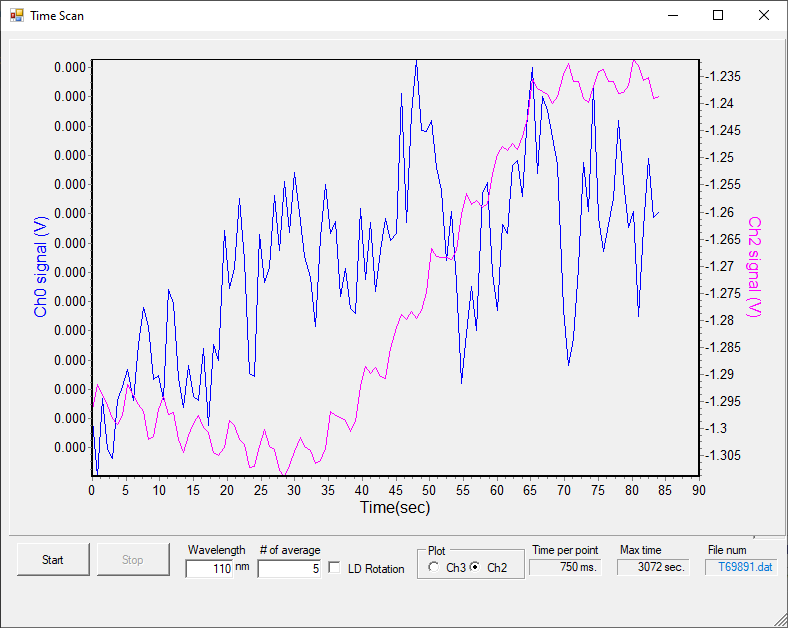 Time Scan
0.000
0.000
0.000
0.000
0.000
0.000
0.000
0.000
0.000
0.000
0.000
0.000
0.000
0.000
Ch0 signal (V)
-1.235
-1.24
-1.245
-1.25
-1.255
-1.26
-1.265
-1.27
-1.275
-1.28
-1.285
-1.29
-1.295
-1.3
-1.305
Ch2 signal (V)
0 5 10 15 20 25 30 35 40 45 50 55 60 65 70 75 80 85 90
Time(sec)
Start
Stop
Wavelength
110 nm
# of average
5
LD Rotation
Plot
Ch3 Ch2
Time per point
750 ms.
Max time
3072 sec.
File num
T69891.dat